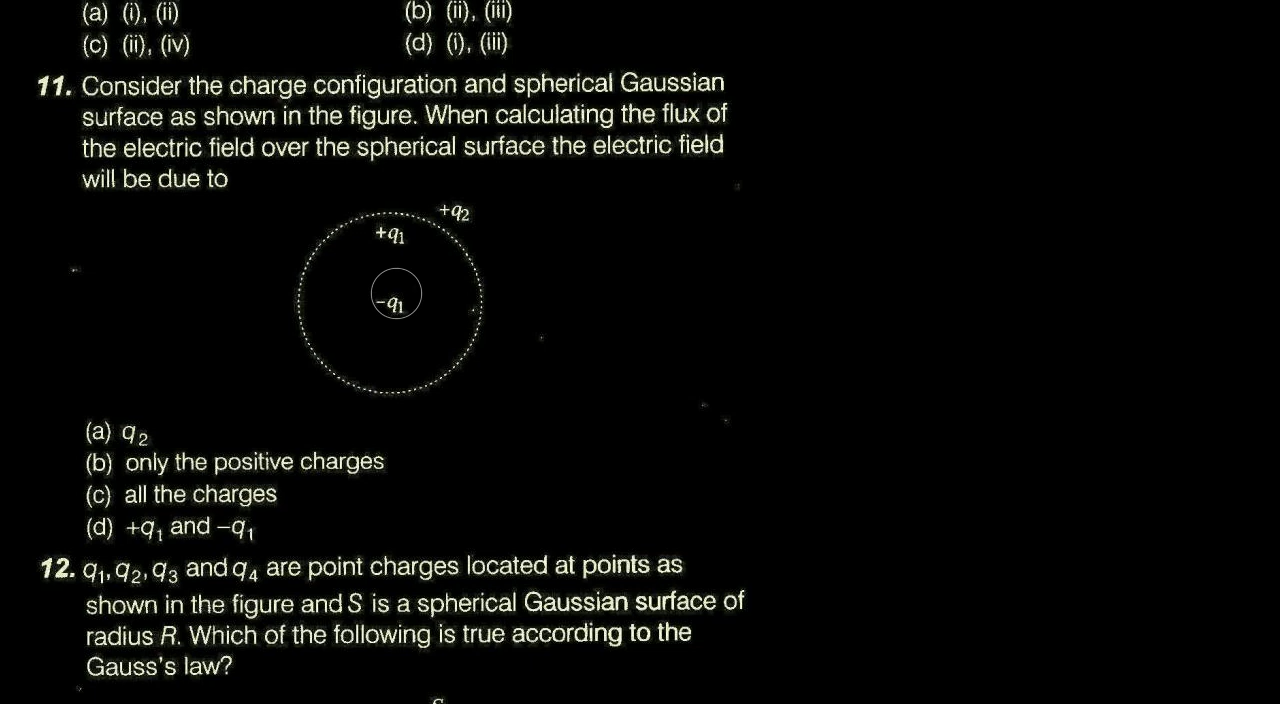 (a) (i), (ii) (b) (ii), (iii)
(c) (ii), (iv) (d) (i), (iii)
11. Consider the charge configuration and spherical Gaussian
surface as shown in the figure. When calculating the flux of
the electric field over the spherical surface the electric field
will be due to
+q₂
+q₁
−q₁
(a) q₂
(b) only the positive charges
(c) all the charges
(d) +q₁ and −q₁
12. q₁, q₂, q₃ and q₄ are point charges located at points as
shown in the figure and S is a spherical Gaussian surface of
radius R. Which of the following is true according to the
Gauss's law?